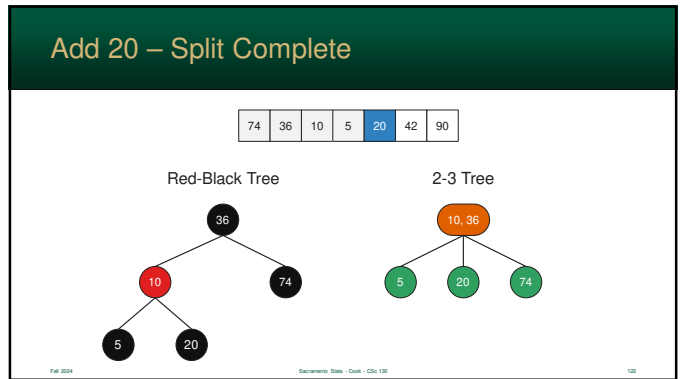 Add 20 – Split Complete
74 36 10 5 20 42 90
Red-Black Tree 2-3 Tree
36 10, 36
10 74 5 20 74
5 20
Fall 2024 Sacramento State - Cook - CSc 130 122